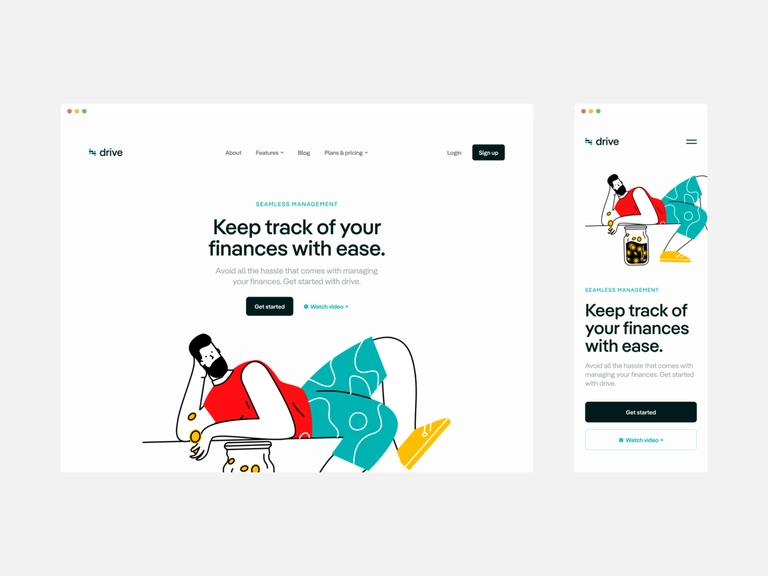 drive
About Features Blog Plans & pricing
Login Sign up
SEAMLESS MANAGEMENT
Keep track of your
finances with ease.
Avoid all the hassle that comes with managing
your finances. Get started with drive.
Get started Watch video
drive
SEAMLESS MANAGEMENT
Keep track of
your finances
with ease.
Avoid all the hassle that comes with
managing your finances. Get started
with drive.
Get started
Watch video